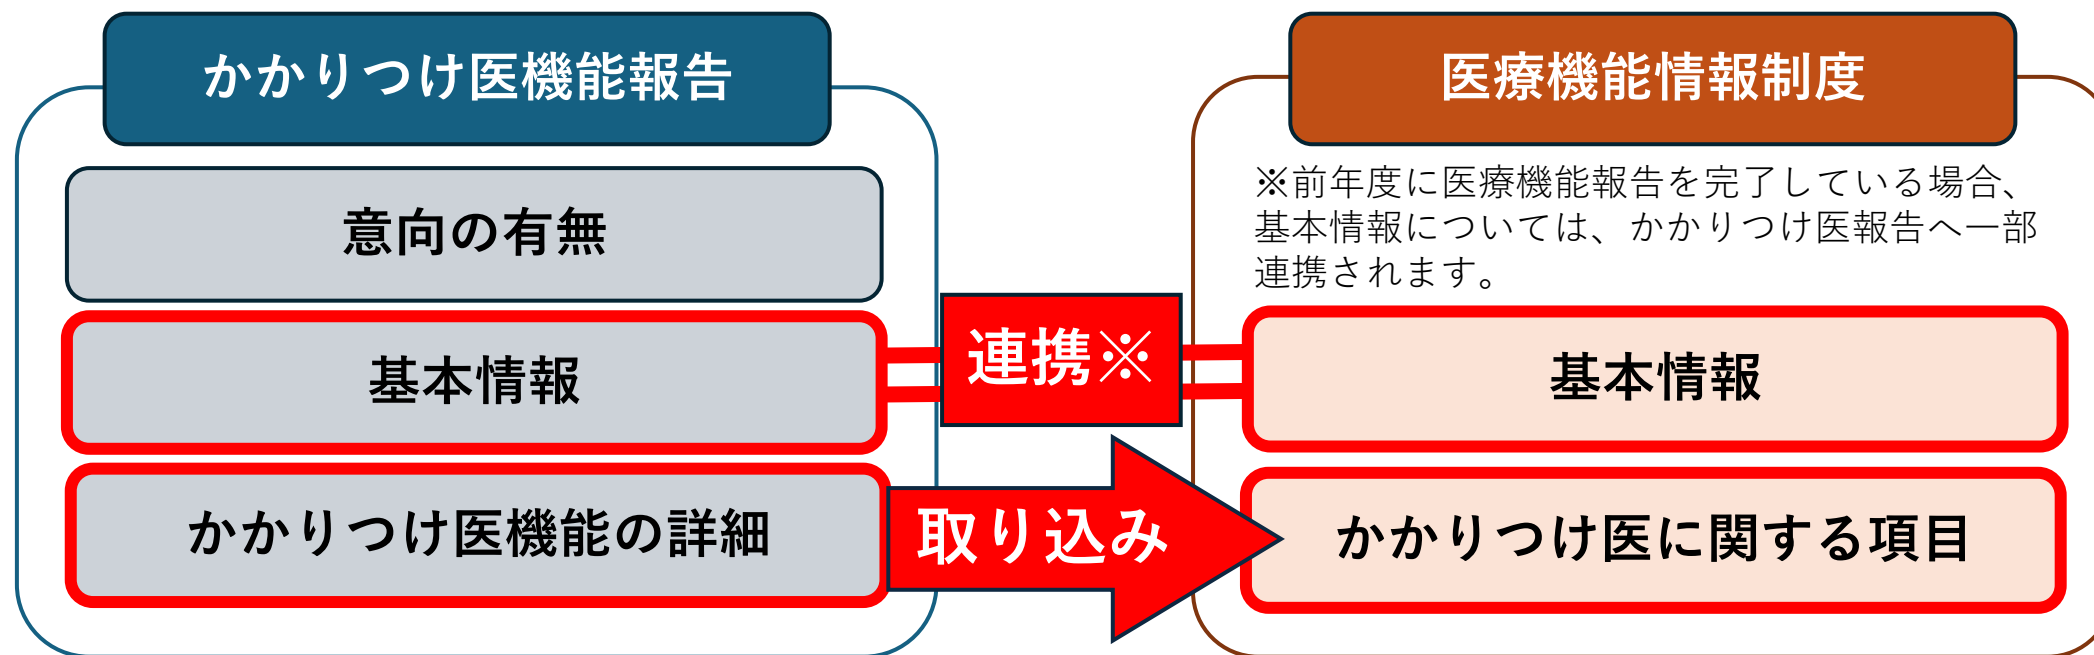 かかりつけ医機能報告
意向の有無
基本情報
かかりつけ医機能の詳細
連携※
取り込み
医療機能情報制度
※前年度に医療機能報告を完了している場合、
基本情報については、かかりつけ医報告へ一部
連携されます。
基本情報
かかりつけ医に関する項目